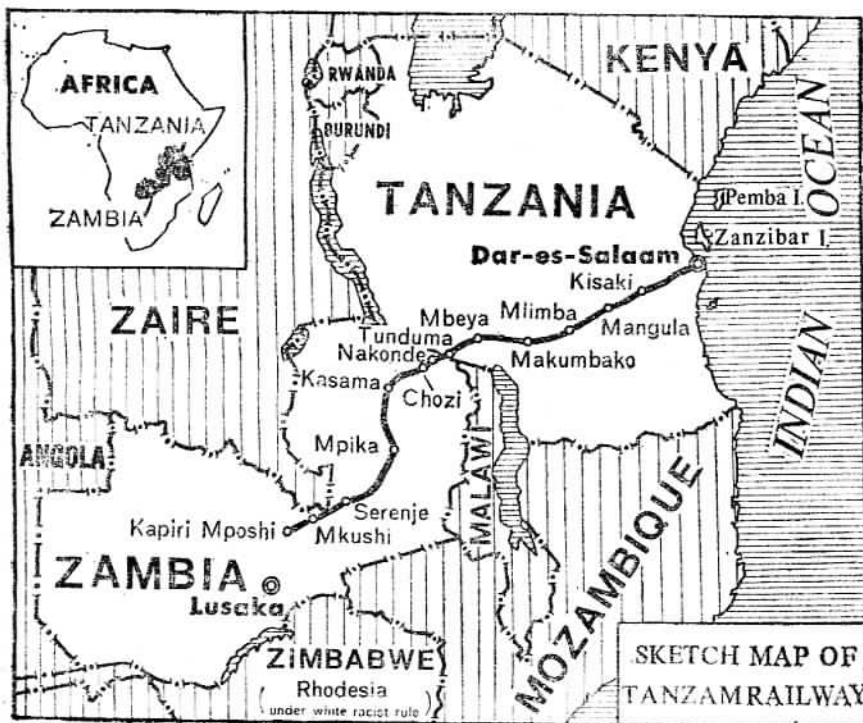 AFRICA
TANZANIA
ZAMBIA
RWANDA
BURUNDI
KENYA
TANZANIA
Pemba I.
Zanzibar I.
OCEAN
INDIAN
Dar-es-Salaam
Kisaki
Mlimba
Mangula
Mbeya
Makumbako
Tunduma
Nakonde
Kasama
Chozi
ZAIRE
ANGOLA
Mpika
MALAWI
Serenje
Kapiri Mposhi
Mkushi
ZAMBIA
Lusaka
MOZAMBIQUE
ZIMBABWE
Rhodesia
(under white racist rule)
SKETCH MAP OF
TANZAM RAILWAY